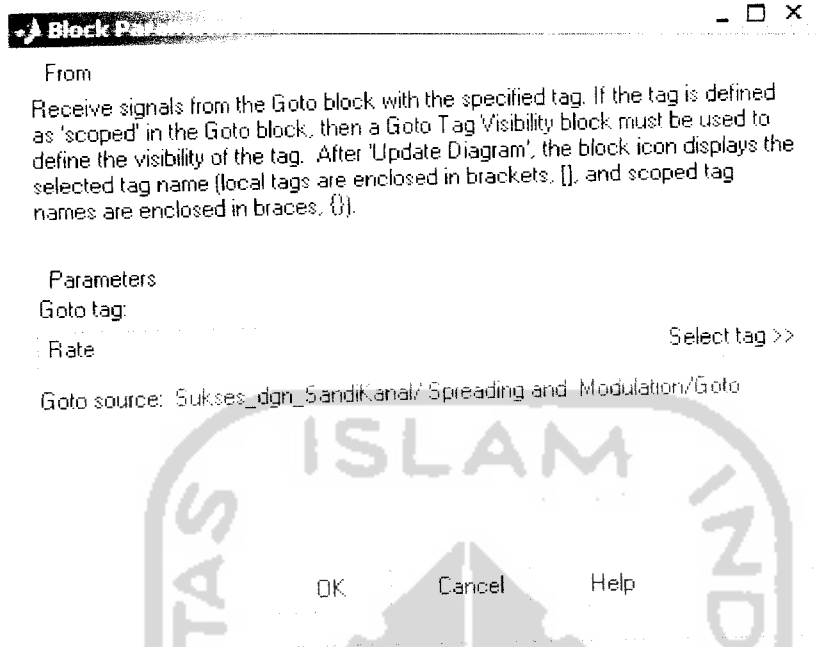 Block Param
From
Receive signals from the Goto block with the specified tag. If the tag is defined
as 'scoped' in the Goto block, then a Goto Tag Visibility block must be used to
define the visibility of the tag. After 'Update Diagram', the block icon displays the
selected tag name (local tags are enclosed in brackets, [], and scoped tag
names are enclosed in braces, {}).
Parameters
Goto tag:
Rate
Select tag >>
Goto source: Sukses_dgn_SandiKanal/ Spreading and Modulation/Goto
ISLAM
TAS
IND
OK
Cancel
Help